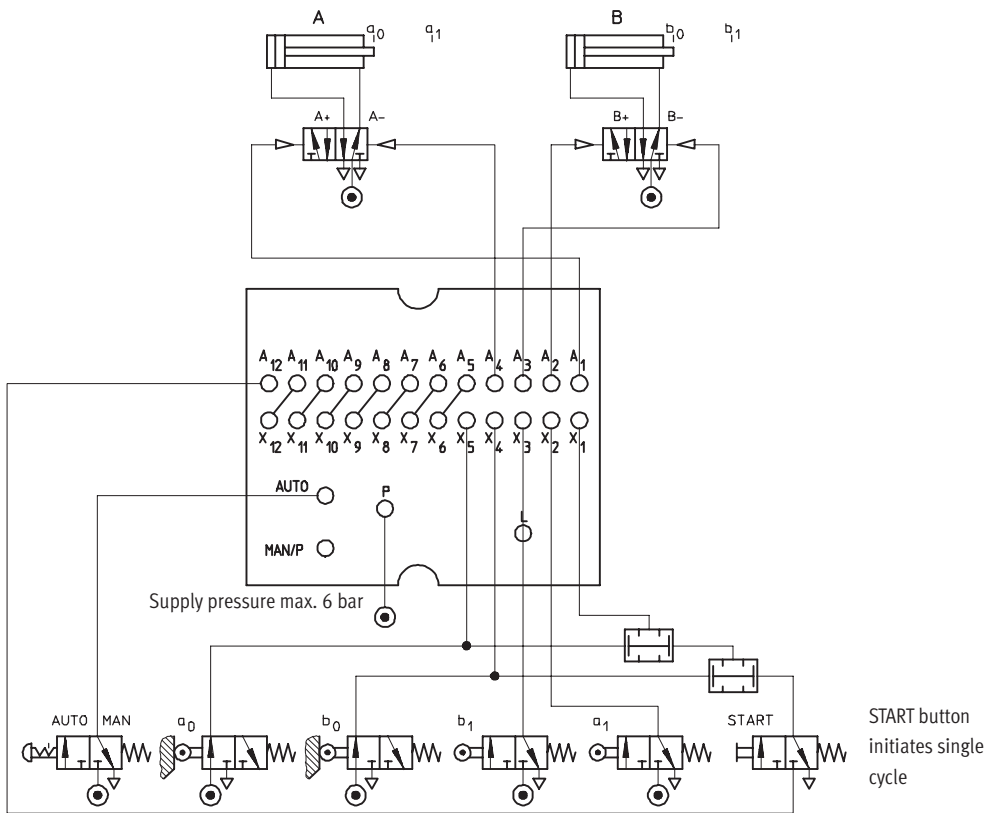 A
B
a0
a1
b0
b1
A+
A-
B+
B-
A12 A11 A10 A9 A8 A7 A6 A5 A4 A3 A2 A1
X12 X11 X10 X9 X8 X7 X6 X5 X4 X3 X2 X1
AUTO
P
L
MAN/P
Supply pressure max. 6 bar
AUTO MAN
a0
b0
b1
a1
START
START button
initiates single
cycle